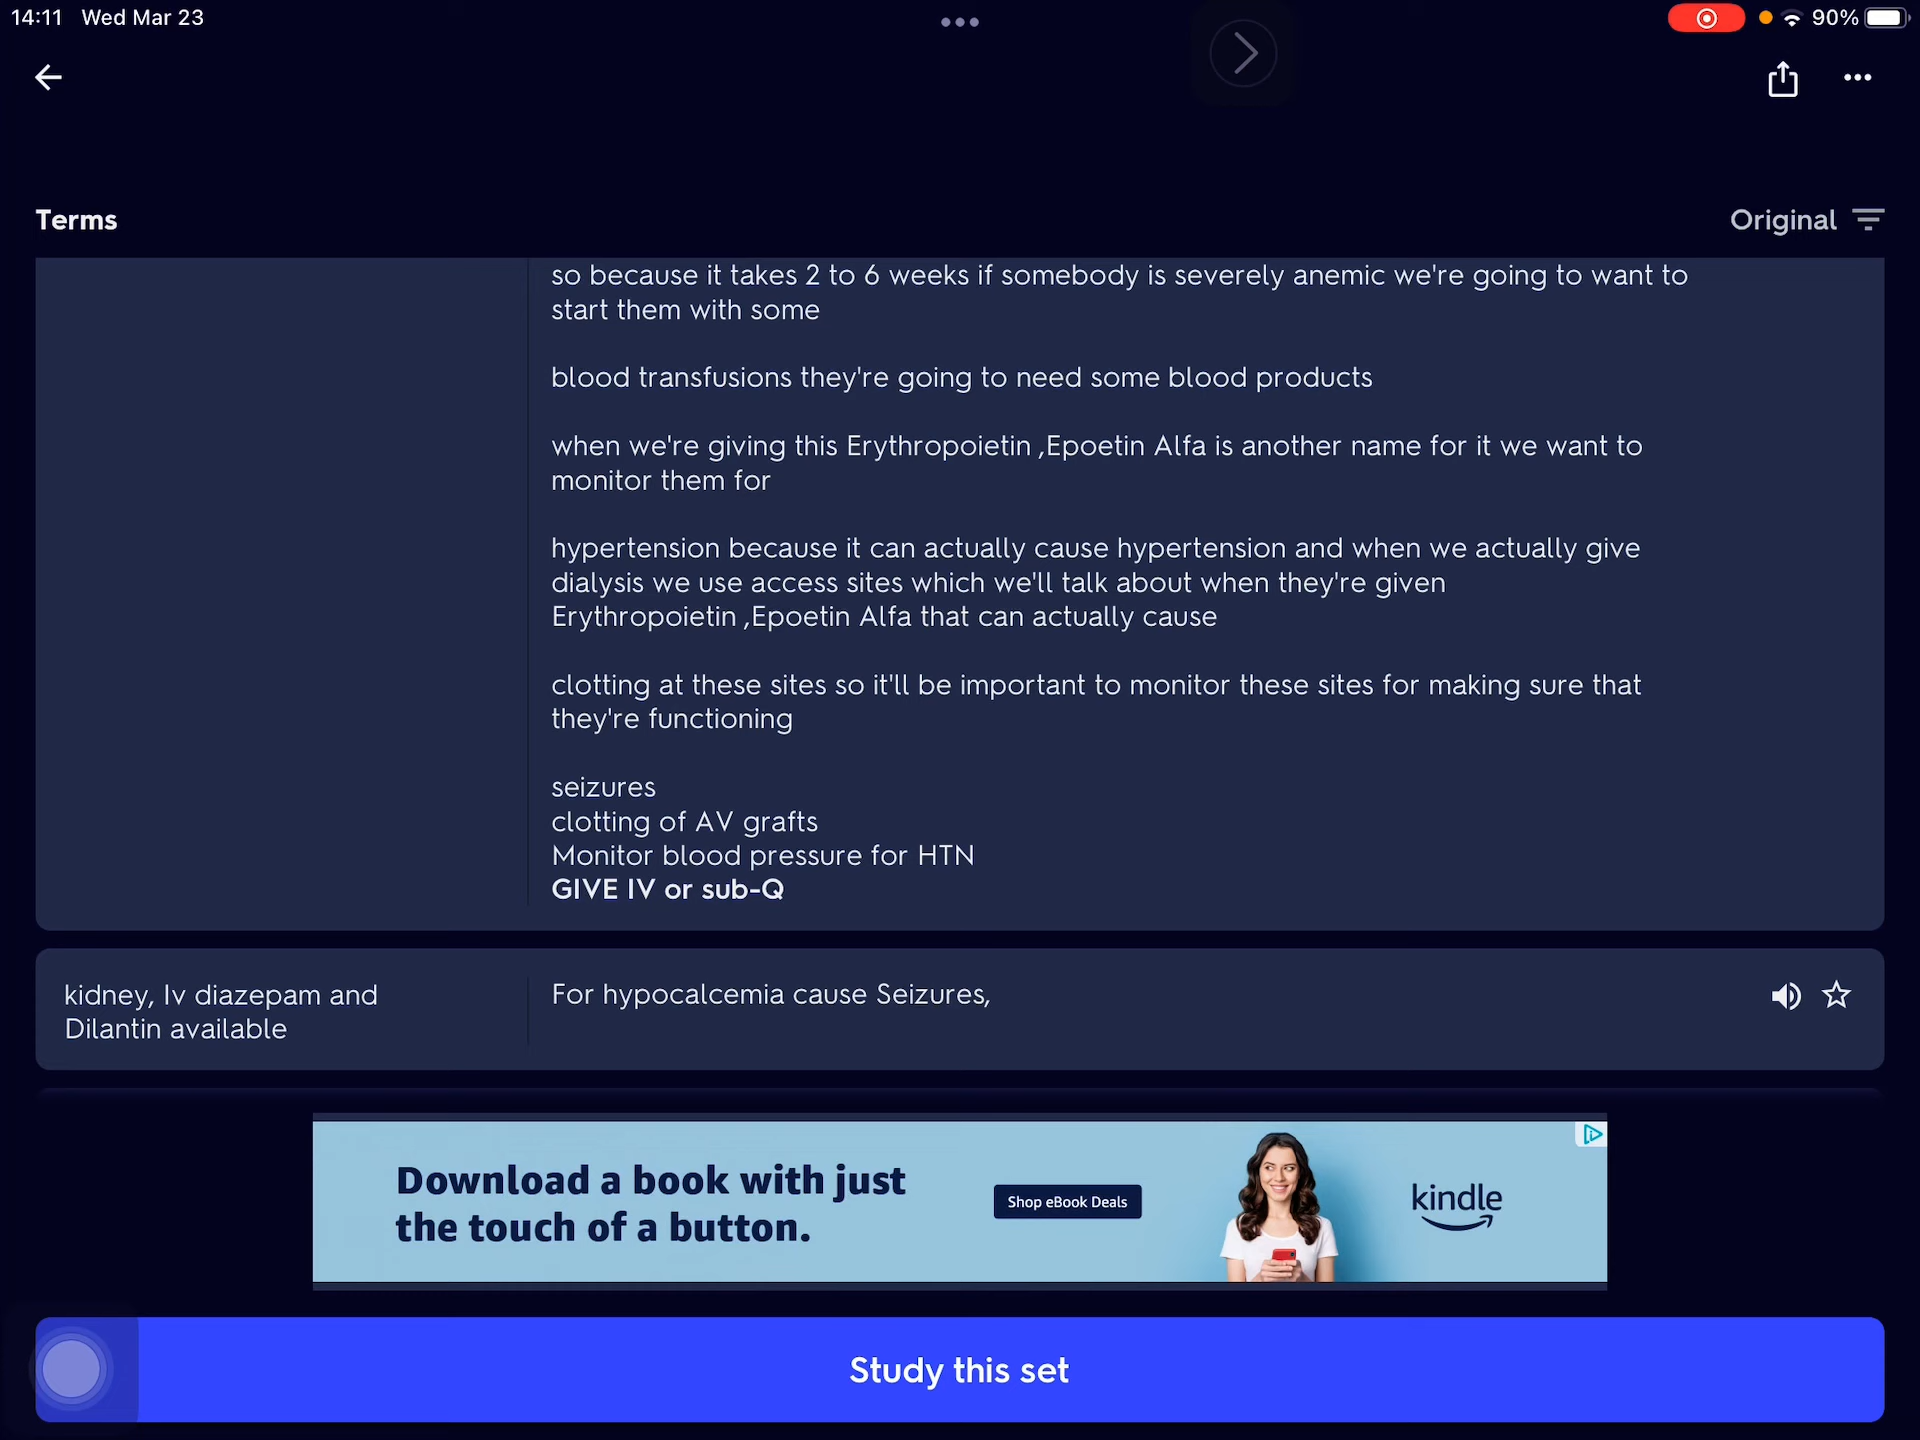 14:11 Wed Mar 23
90%
Terms
Original
so because it takes 2 to 6 weeks if somebody is severely anemic we're going to want to
start them with some
blood transfusions they're going to need some blood products
when we're giving this Erythropoietin ,Epoetin Alfa is another name for it we want to
monitor them for
hypertension because it can actually cause hypertension and when we actually give
dialysis we use access sites which we'll talk about when they're given
Erythropoietin ,Epoetin Alfa that can actually cause
clotting at these sites so it'll be important to monitor these sites for making sure that
they're functioning
seizures
clotting of AV grafts
Monitor blood pressure for HTN
GIVE IV or sub-Q
kidney, Iv diazepam and
Dilantin available
For hypocalcemia cause Seizures,
Download a book with just
the touch of a button.
Shop eBook Deals
kindle
Study this set